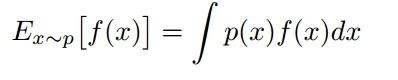 E_{x∼p}[f(x)] = ∫ p(x)f(x)dx